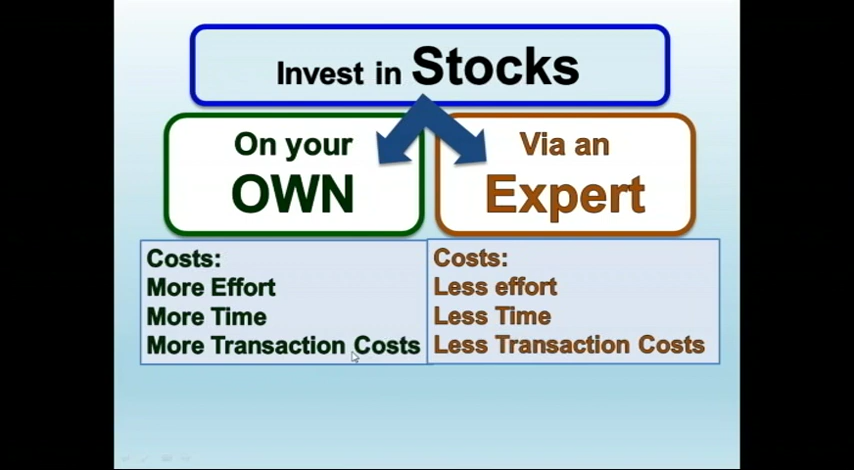 Invest in Stocks
On your
OWN
Via an
Expert
Costs:
More Effort
More Time
More Transaction Costs
Costs:
Less effort
Less Time
Less Transaction Costs